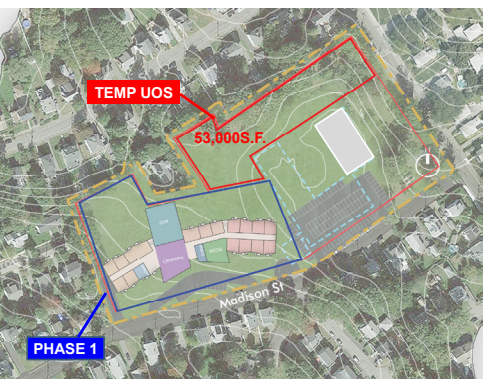 TEMP UOS
53,000S.F.
GYM
Madison St
PHASE 1